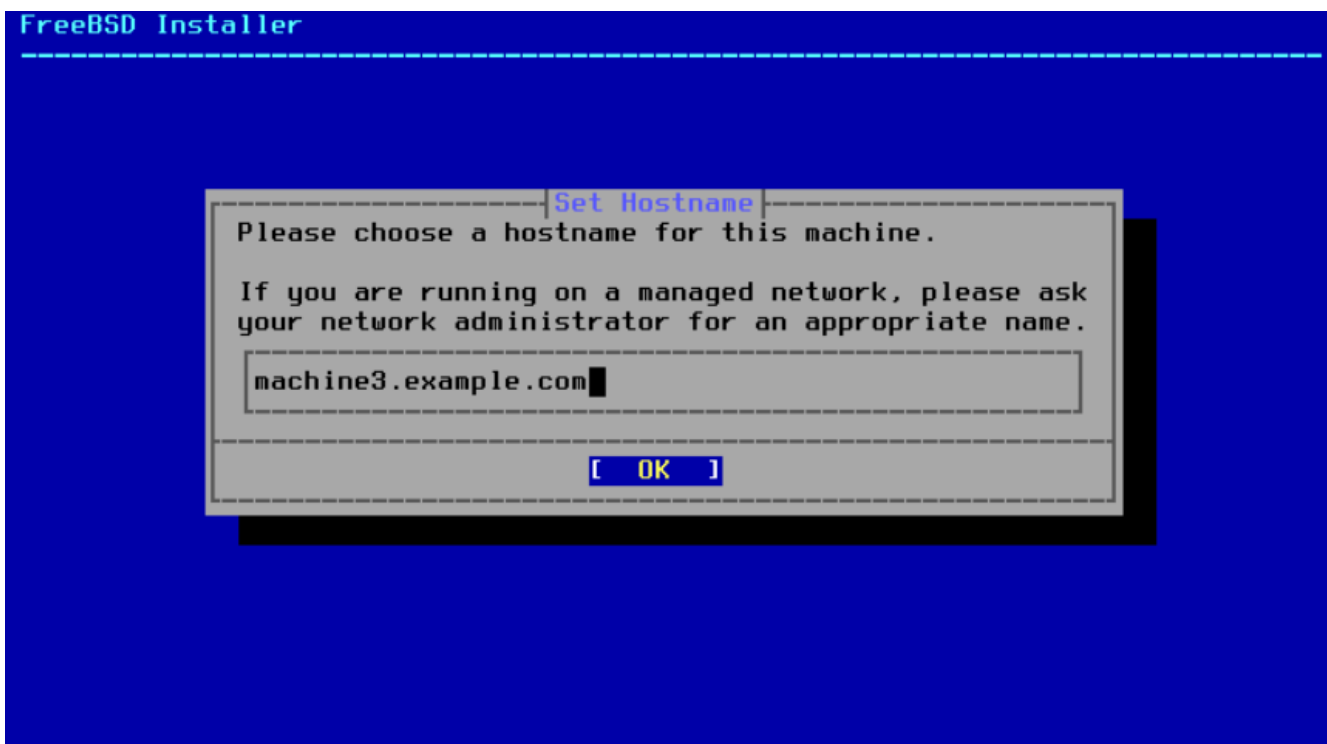 FreeBSD Installer
Set Hostname
Please choose a hostname for this machine.
If you are running on a managed network, please ask
your network administrator for an appropriate name.
machine3.example.com
[ OK ]